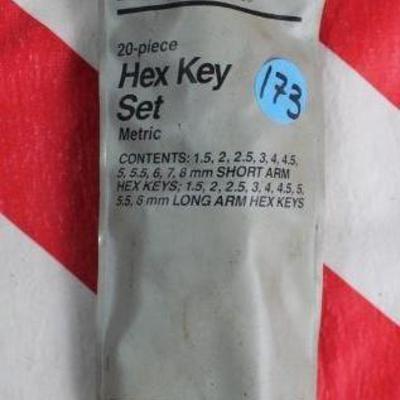 20-piece
Hex Key
Set
Metric
173
CONTENTS: 1.5, 2, 2.5, 3, 4, 4.5,
5, 5.5, 6, 7, 8 mm SHORT ARM
HEX KEYS; 1.5, 2, 2.5, 3, 4, 4.5, 5,
5.5, 6 mm LONG ARM HEX KEYS